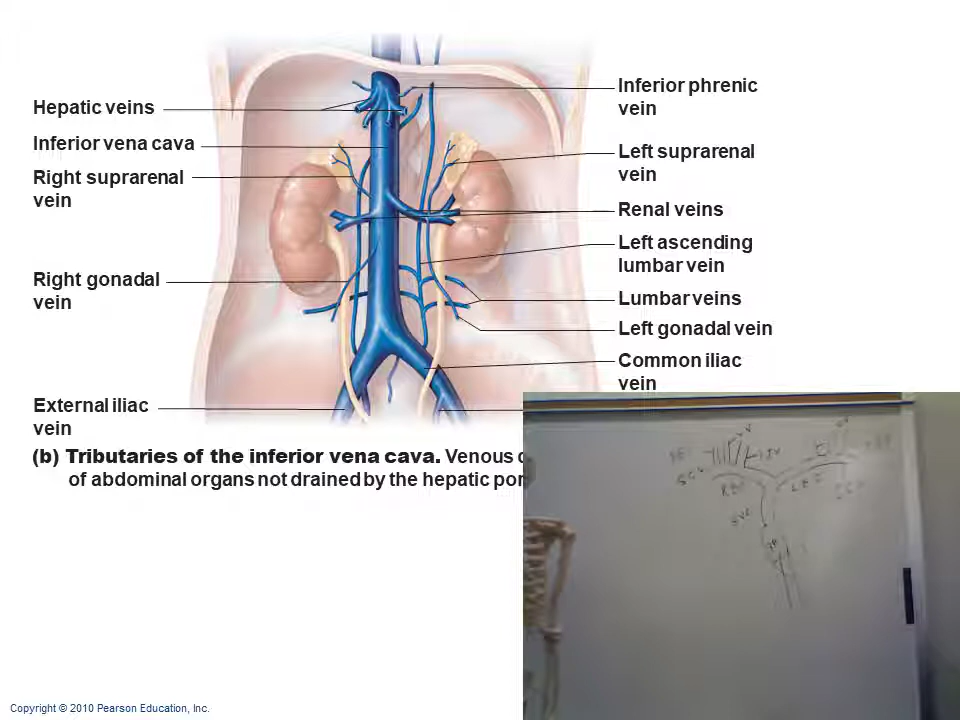 Hepatic veins
Inferior vena cava
Right suprarenal
vein
Right gonadal
vein
External iliac
vein
Inferior phrenic
vein
Left suprarenal
vein
Renal veins
Left ascending
lumbar vein
Lumbar veins
Left gonadal vein
Common iliac
vein
(b) Tributaries of the inferior vena cava. Venous
of abdominal organs not drained by the hepatic
SVC
Copyright © 2010 Pearson Education, Inc.